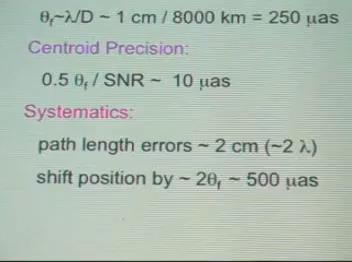 θf~λ/D ~ 1 cm / 8000 km = 250 μas
Centroid Precision:
0.5 θf / SNR ~ 10 μas
Systematics:
path length errors ~ 2 cm (~2 λ)
shift position by ~ 2θf ~ 500 μas